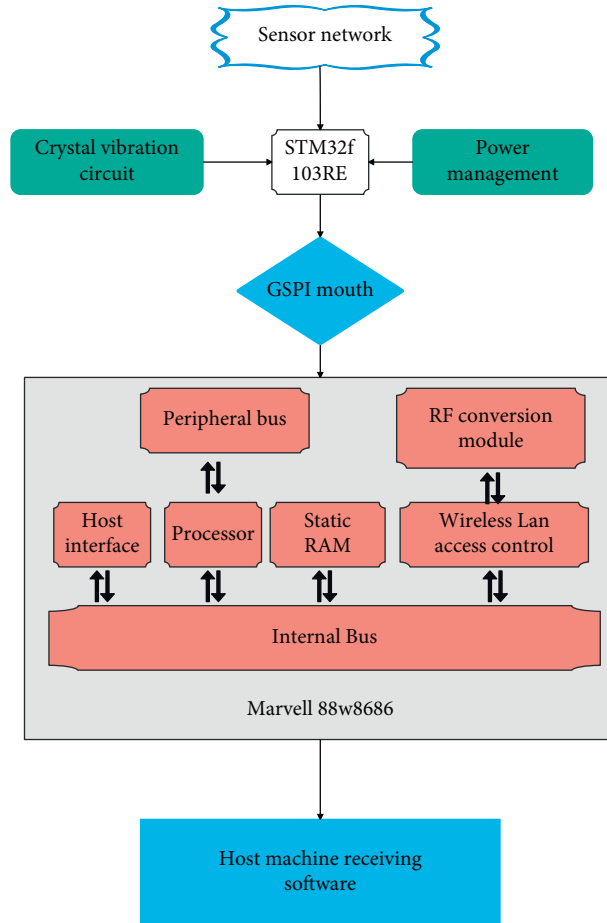 Sensor network
Crystal vibration
circuit
STM32f
103RE
Power
management
GSPI mouth
Peripheral bus
RF conversion
module
Host
interface
Processor
Static
RAM
Wireless Lan
access control
Internal Bus
Marvell 88w8686
Host machine receiving
software